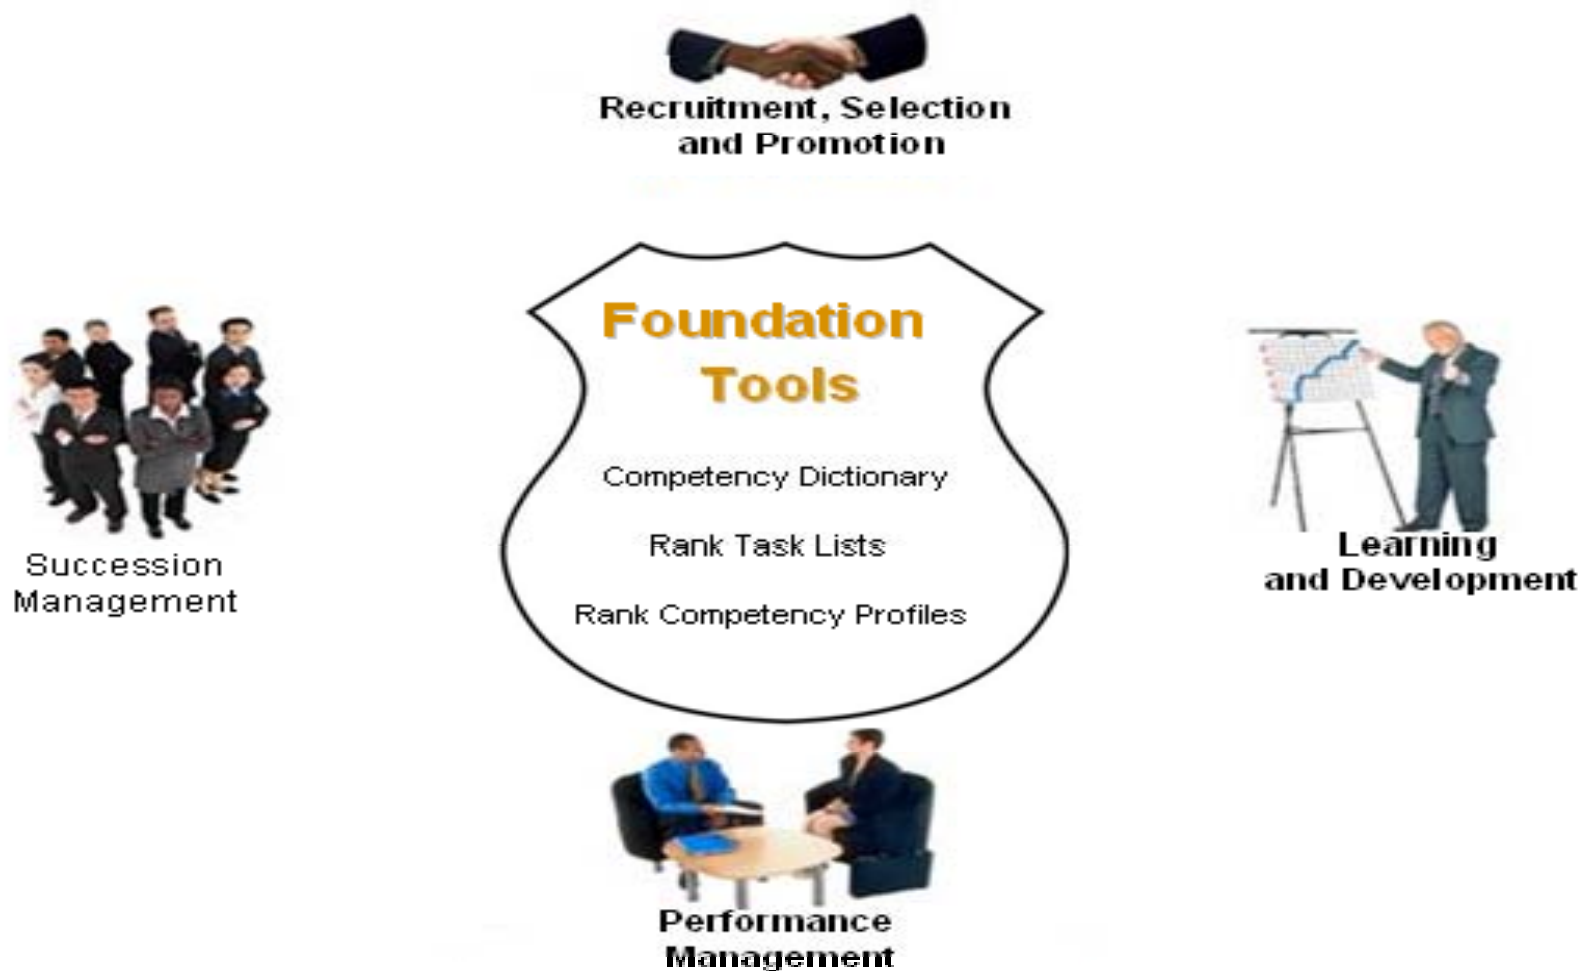 Recruitment, Selection
and Promotion
Foundation
Tools
Competency Dictionary
Rank Task Lists
Rank Competency Profiles
Succession
Management
Learning
and Development
Performance
Management